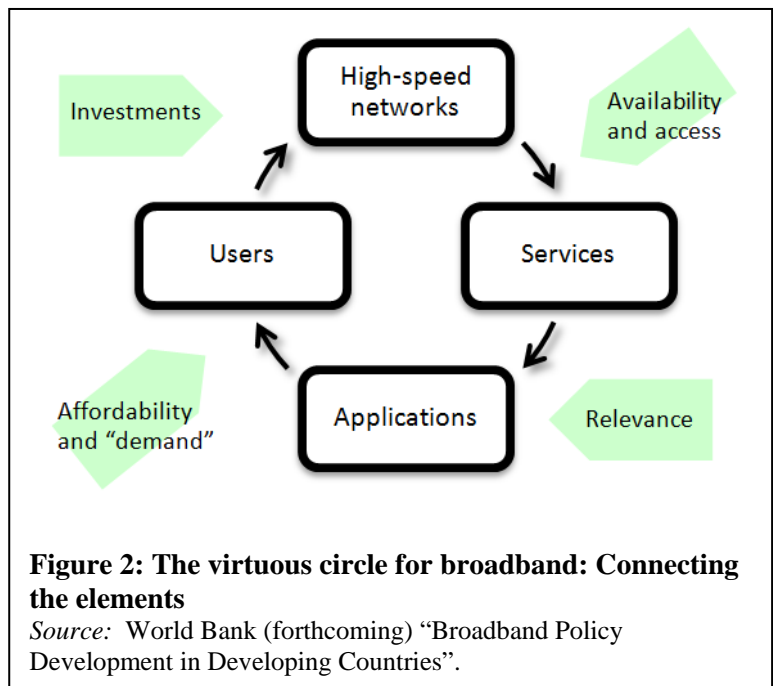 High-speed
networks
Investments
Availability
and access
Users
Services
Affordability
and “demand”
Applications
Relevance
Figure 2: The virtuous circle for broadband: Connecting
the elements
Source: World Bank (forthcoming) “Broadband Policy
Development in Developing Countries”.